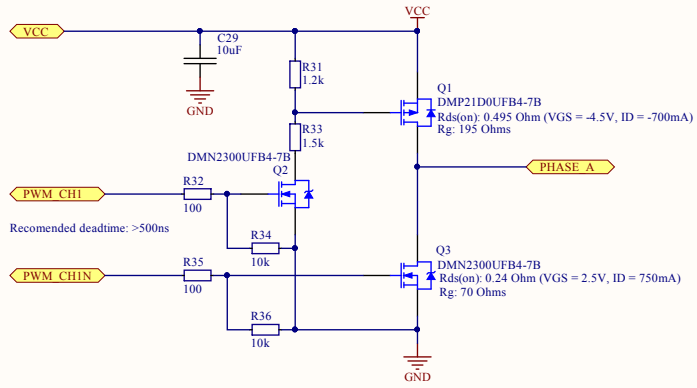 VCC
VCC
C29
10uF
R31
1.2k
GND
Q1
DMP21D0UFB4-7B
Rds(on): 0.495 Ohm (VGS = -4.5V, ID = -700mA)
Rg: 195 Ohms
R33
1.5k
DMN2300UFB4-7B
Q2
PHASE_A
R32
PWM_CH1
100
Recomended deadtime: >500ns
R34
10k
Q3
DMN2300UFB4-7B
Rds(on): 0.24 Ohm (VGS = 2.5V, ID = 750mA)
Rg: 70 Ohms
R35
PWM_CH1N
100
R36
10k
GND